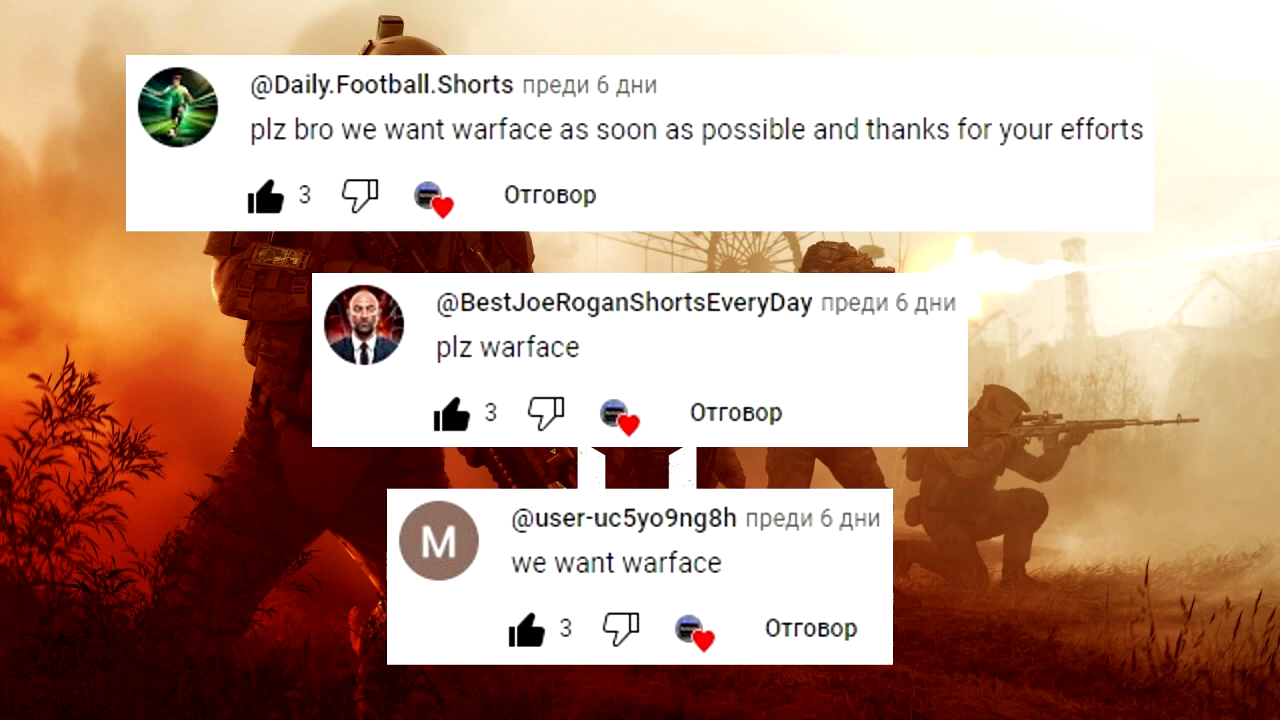 @Daily.Football.Shorts преди 6 дни
plz bro we want warface as soon as possible and thanks for your efforts
3 Отговор
@BestJoeRoganShortsEveryDay преди 6 дни
plz warface
3 Отговор
M
@user-uc5yo9ng8h преди 6 дни
we want warface
3 Отговор